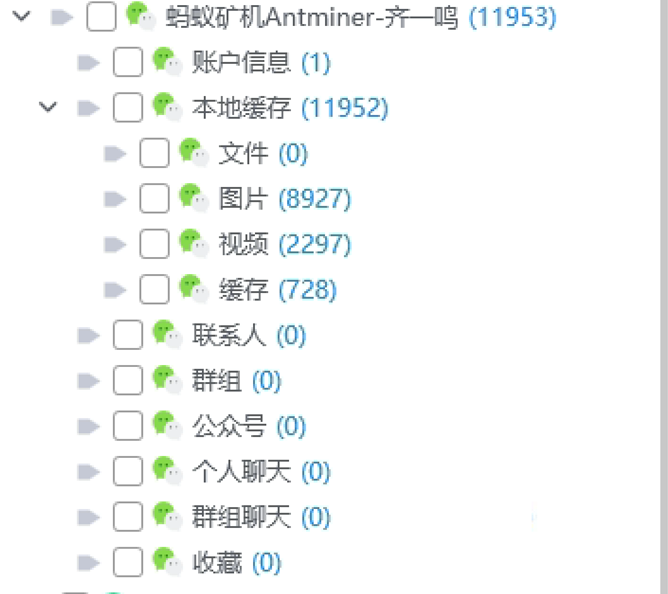 蚂蚁矿机Antminer-齐一鸣 (11953)
账户信息 (1)
本地缓存 (11952)
文件 (0)
图片 (8927)
视频 (2297)
缓存 (728)
联系人 (0)
群组 (0)
公众号 (0)
个人聊天 (0)
群组聊天 (0)
收藏 (0)